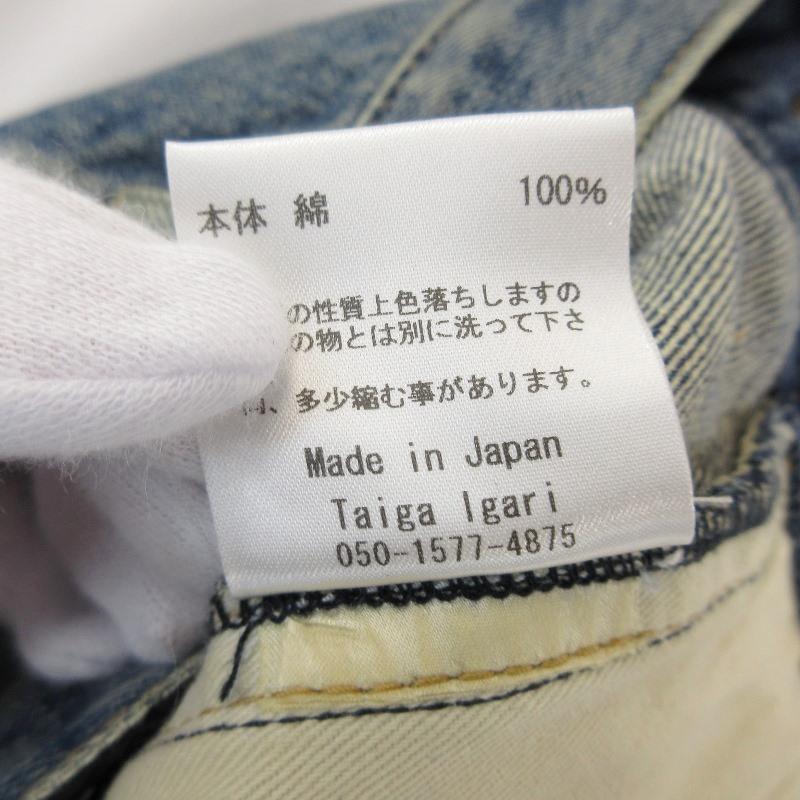 本体 綿 100%
の性質上色落ちしますの
の物とは別に洗って下さ
、多少縮む事があります。
Made in Japan
Taiga Igari
050-1577-4875